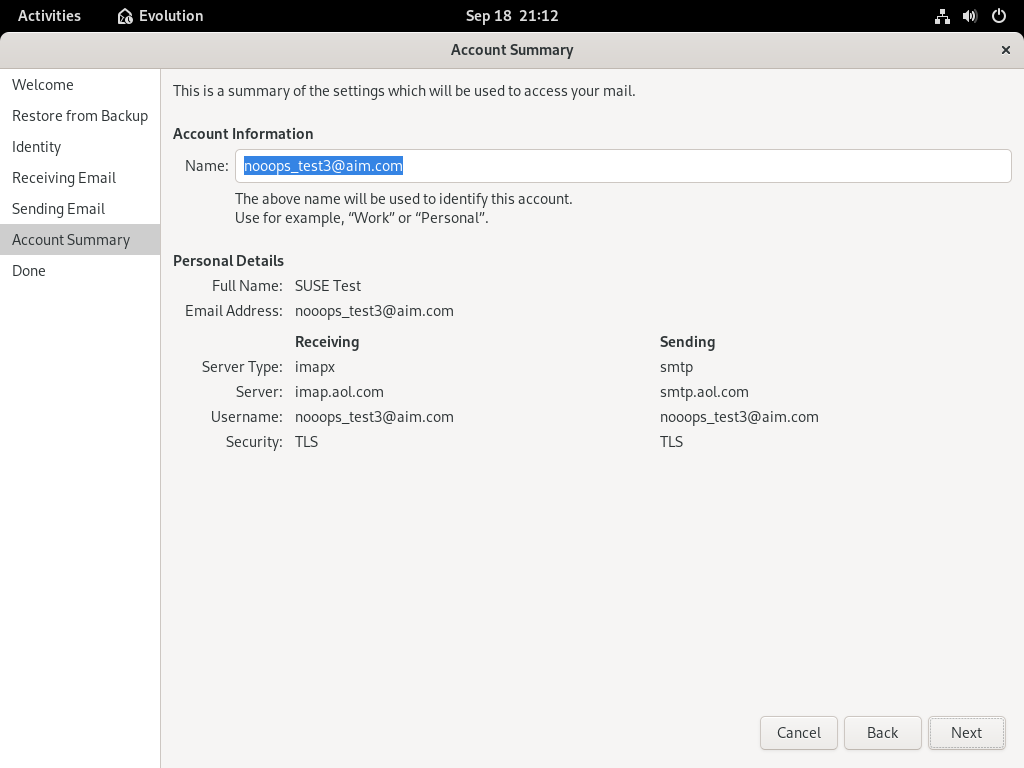 Activities Evolution Sep 18 21:12
Account Summary
Welcome
Restore from Backup
Identity
Receiving Email
Sending Email
Account Summary
Done
This is a summary of the settings which will be used to access your mail.
Account Information
Name: nooops_test3@aim.com
The above name will be used to identify this account.
Use for example, “Work” or “Personal”.
Personal Details
Full Name: SUSE Test
Email Address: nooops_test3@aim.com
Receiving Sending
Server Type: imapx smtp
Server: imap.aol.com smtp.aol.com
Username: nooops_test3@aim.com nooops_test3@aim.com
Security: TLS TLS
Cancel Back Next